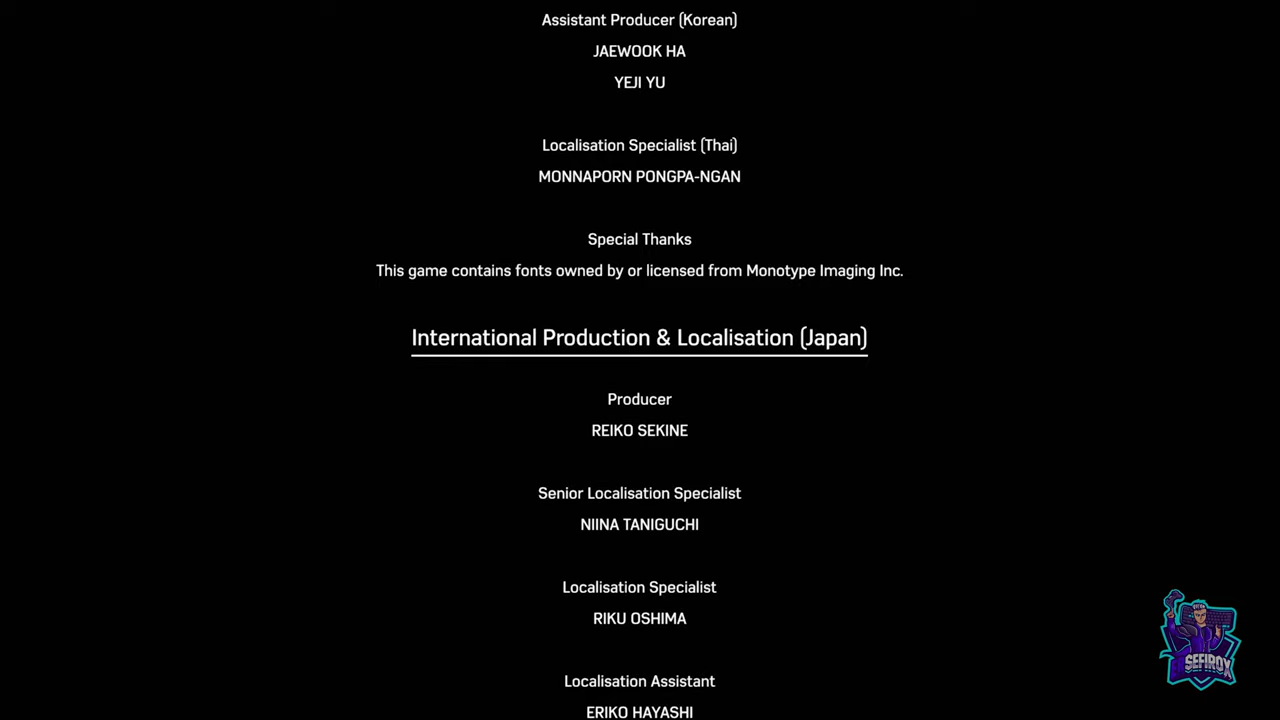 Assistant Producer (Korean)
JAEWOOK HA
YEJI YU
Localisation Specialist (Thai)
MONNAPORN PONGPA-NGAN
Special Thanks
This game contains fonts owned by or licensed from Monotype Imaging Inc.
International Production & Localisation (Japan)
Producer
REIKO SEKINE
Senior Localisation Specialist
NIINA TANIGUCHI
Localisation Specialist
RIKU OSHIMA
Localisation Assistant
ERIKO HAYASHI
SEFIROX